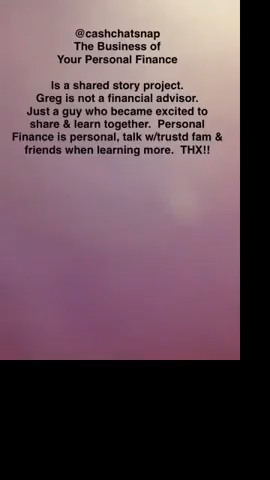 @cashchatsnap
The Business of
Your Personal Finance
Is a shared story project.
Greg is not a financial advisor.
Just a guy who became excited to
share & learn together. Personal
Finance is personal, talk w/trustd fam &
friends when learning more. THX!!